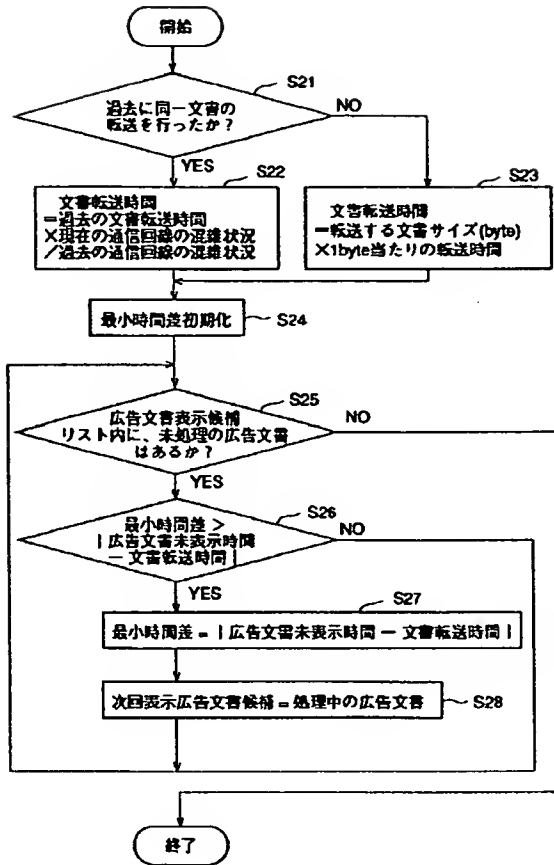 開始
S21
過去に同一文書の
転送を行ったか？
NO
YES
S22
文書転送時間
＝過去の文書転送時間
×現在の通信回線の混雑状況
／過去の通信回線の混雑状況
S23
文書転送時間
＝転送する文書サイズ(byte)
×1byte当たりの転送時間
最小時間差初期化
S24
S25
広告文書表示候補
リスト内に、未処理の広告文書
はあるか？
NO
YES
S26
最小時間差＞
｜広告文書未表示時間
－文書転送時間｜
NO
YES
S27
最小時間差＝｜広告文書未表示時間－文書転送時間｜
次回表示広告文書候補＝処理中の広告文書
S28
終了